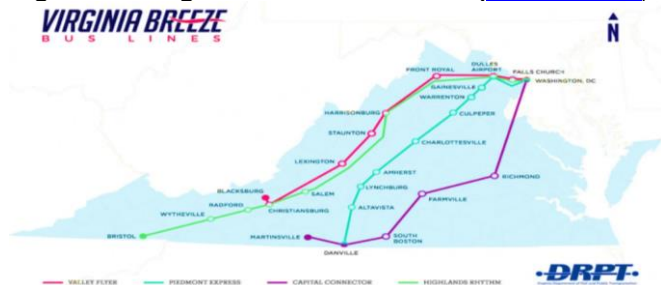 VIRGINIA BREEZE
BUS LINES
N
DULLES
AIRPORT
FALLS CHURCH
FRONT ROYAL
WASHINGTON, DC
GAINESVILLE
WARRENTON
HARRISONBURG
CULPEPER
STAUNTON
CHARLOTTESVILLE
LEXINGTON
AMHERST
RICHMOND
BLACKSBURG
SALEM
LYNCHBURG
RADFORD
CHRISTIANSBURG
FARMVILLE
WYTHEVILLE
ALTAVISTA
BRISTOL
MARTINSVILLE
SOUTH
BOSTON
DANVILLE
DRPT
VALLEY FLYER
PIEDMONT EXPRESS
CAPITAL CONNECTOR
HIGHLANDS RHYTHM